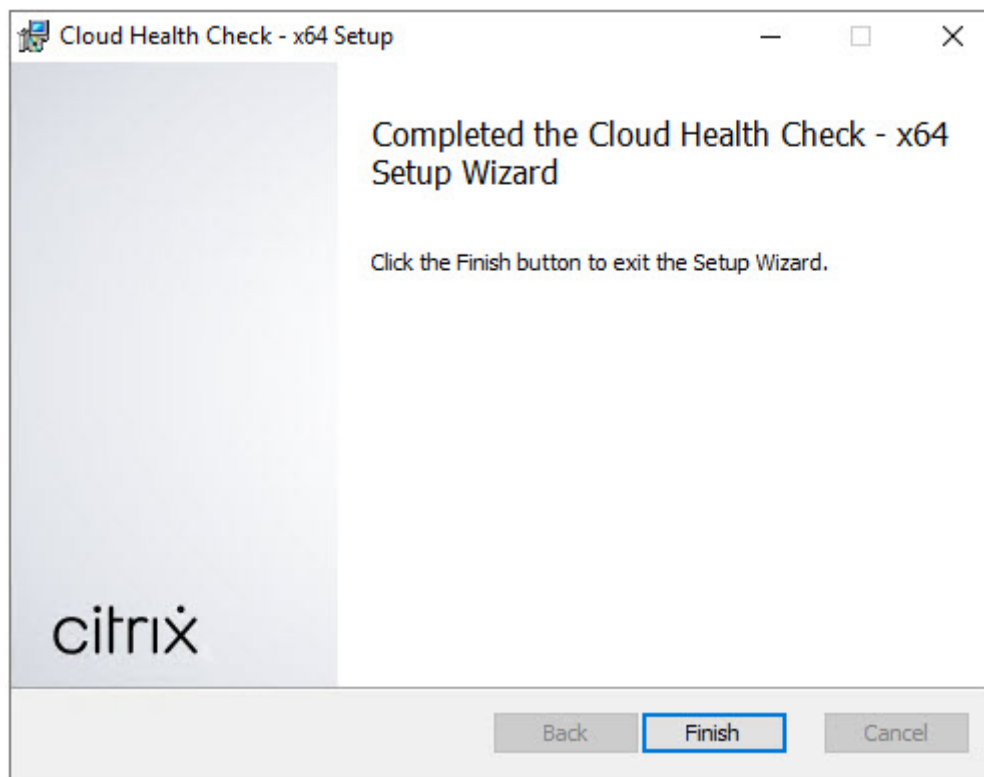 Cloud Health Check - x64 Setup
Completed the Cloud Health Check - x64
Setup Wizard
Click the Finish button to exit the Setup Wizard.
citrix
Back
Finish
Cancel